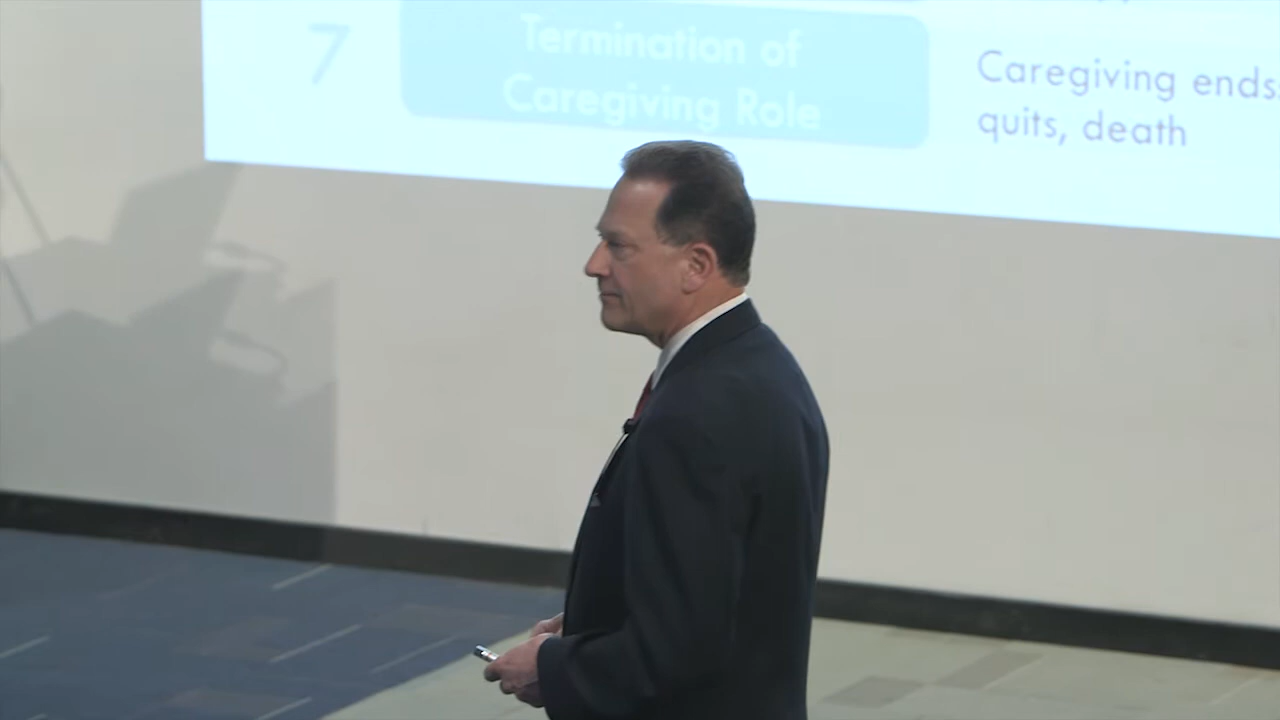 7
Termination of
Caregiving Role
Caregiving ends:
quits, death